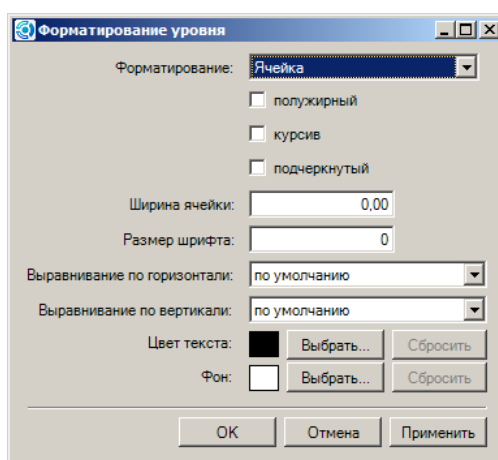 Форматирование уровня
Форматирование: Ячейка
полужирный
курсив
подчеркнутый
Ширина ячейки: 0,00
Размер шрифта: 0
Выравнивание по горизонтали: по умолчанию
Выравнивание по вертикали: по умолчанию
Цвет текста: Выбрать... Сбросить
Фон: Выбрать... Сбросить
OK Отмена Применить